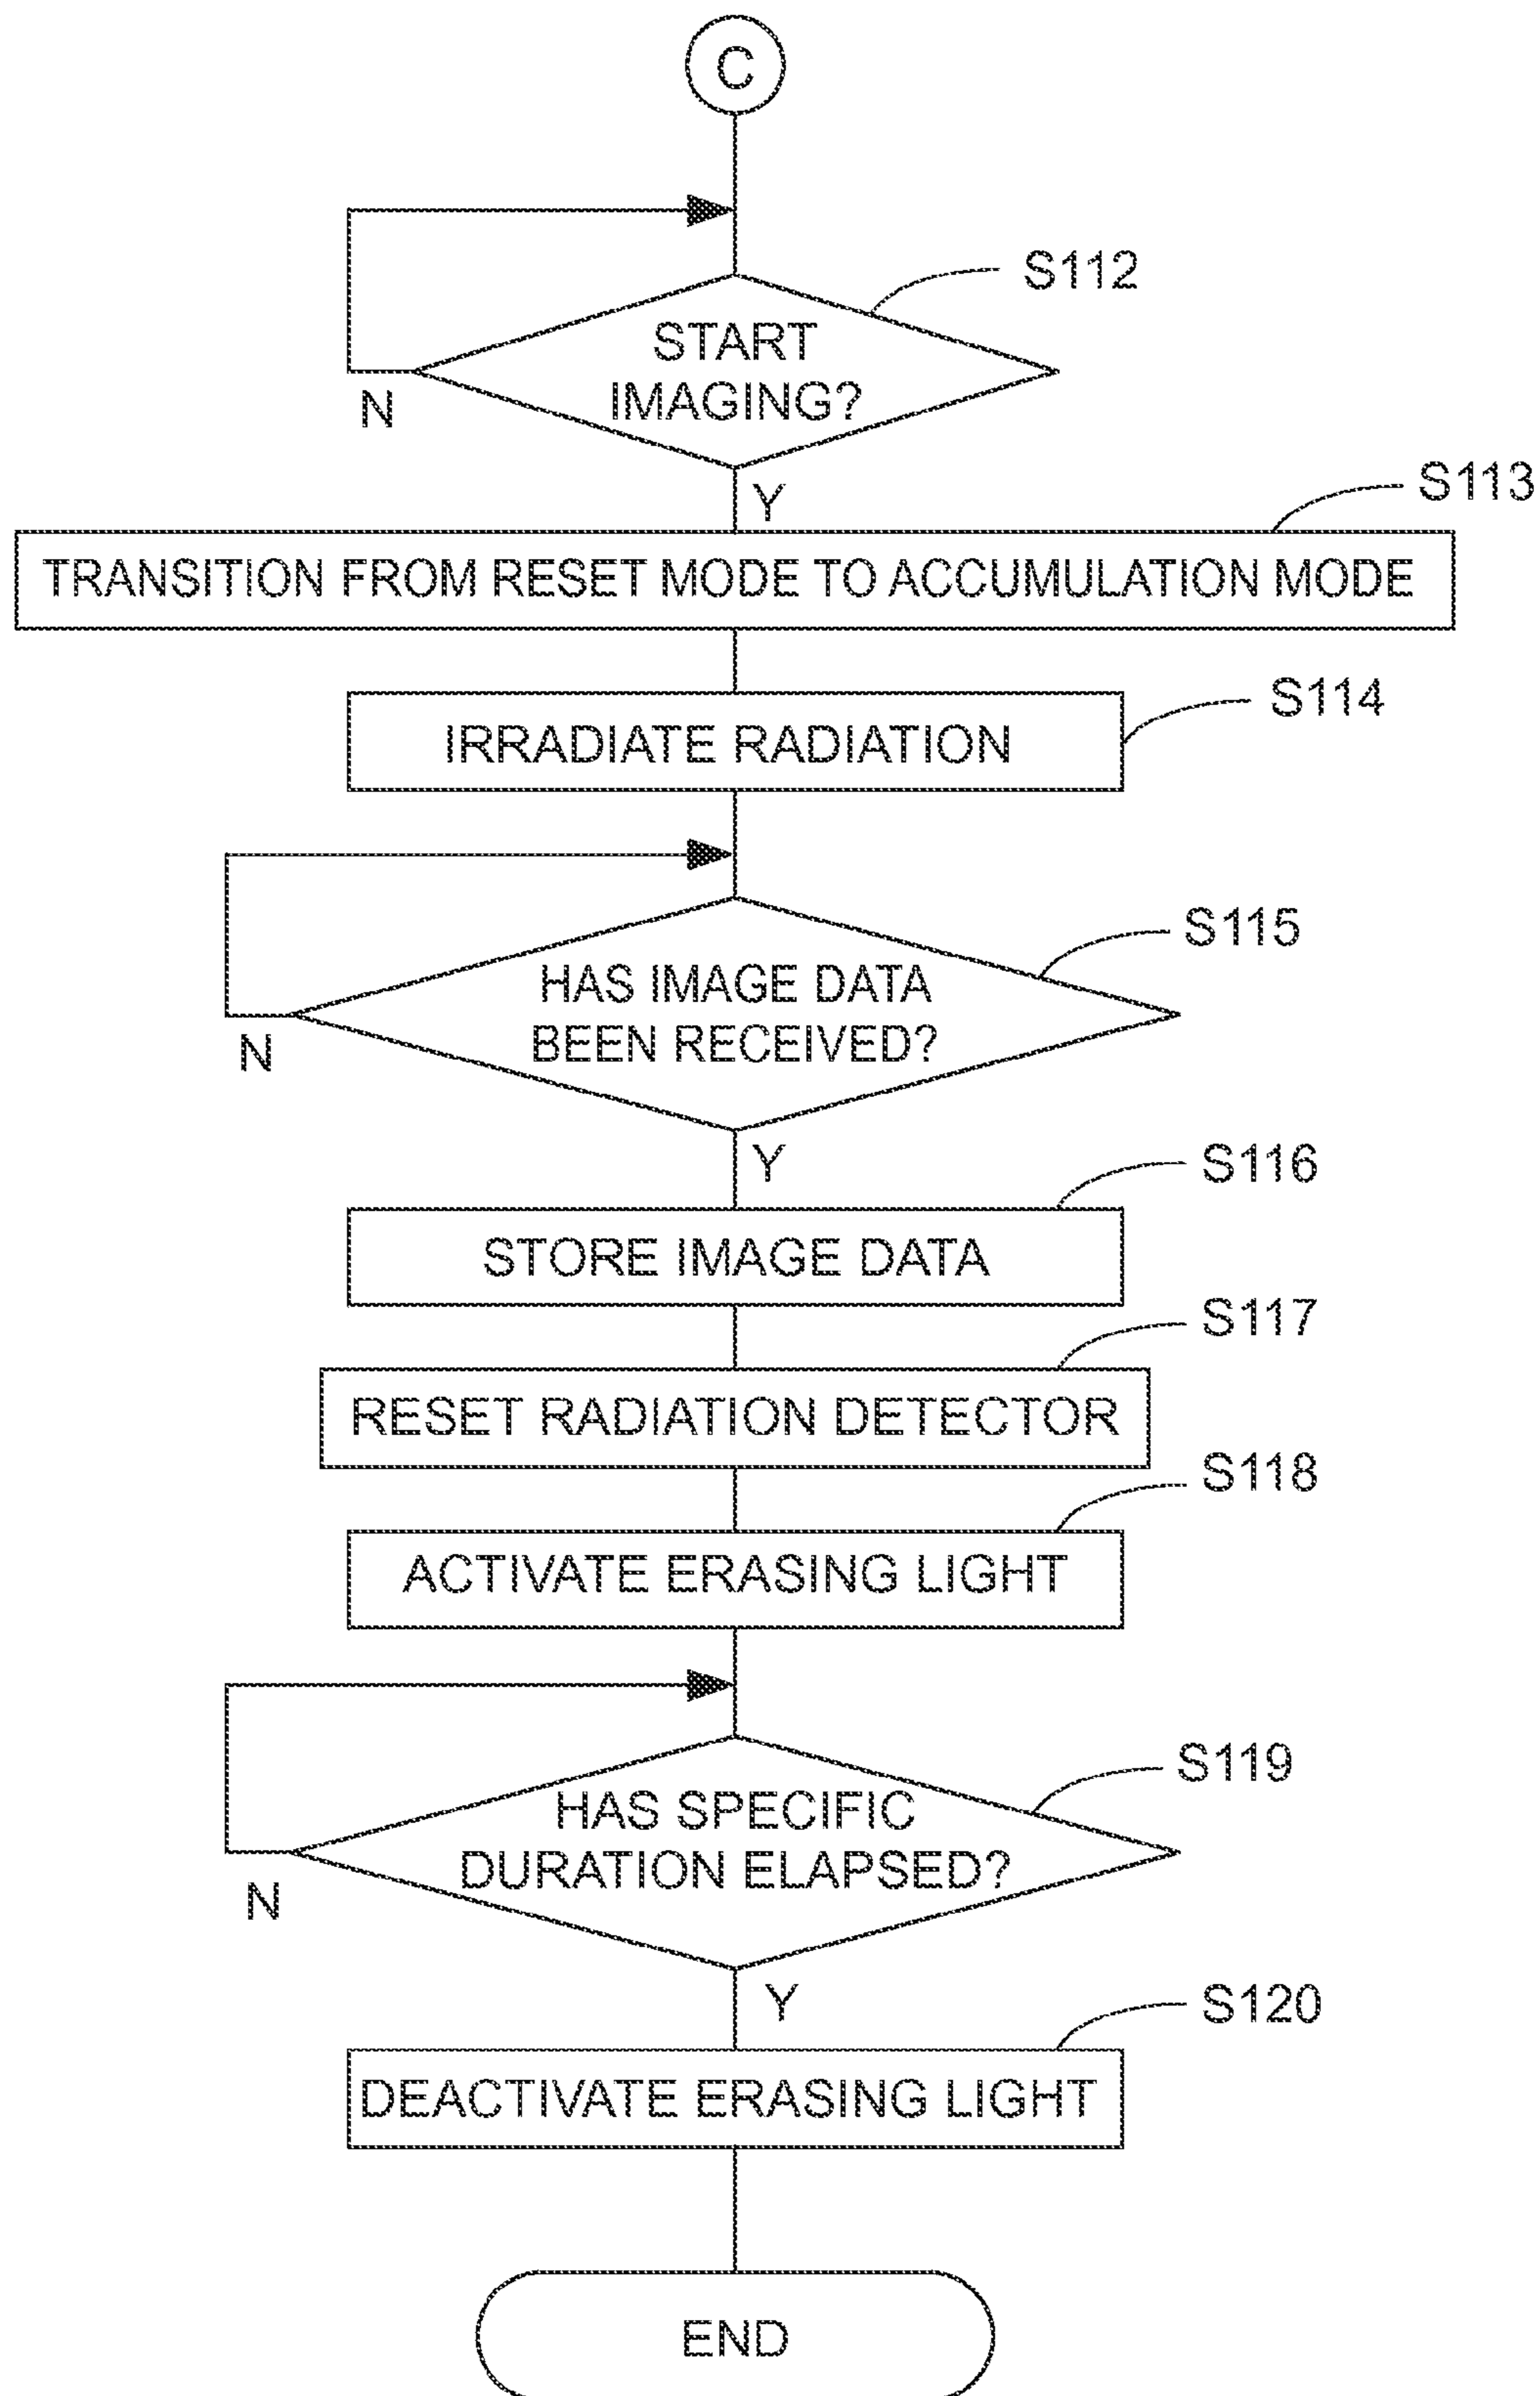 C
S112
START
IMAGING?
N
Y
S113
TRANSITION FROM RESET MODE TO ACCUMULATION MODE
S114
IRRADIATE RADIATION
S115
HAS IMAGE DATA
BEEN RECEIVED?
N
Y
S116
STORE IMAGE DATA
S117
RESET RADIATION DETECTOR
S118
ACTIVATE ERASING LIGHT
S119
HAS SPECIFIC
DURATION ELAPSED?
N
Y
S120
DEACTIVATE ERASING LIGHT
END